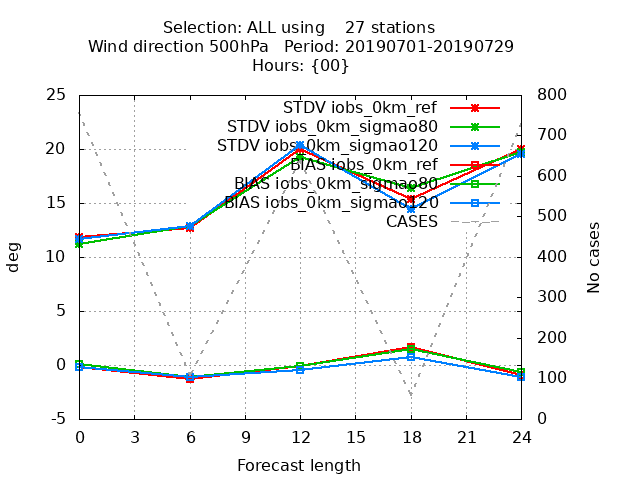 Selection: ALL using    27 stations
Wind direction 500hPa   Period: 20190701-20190729
Hours: {00}
25
20
15
10
5
0
-5
deg
STDV iobs_0km_ref
STDV iobs_0km_sigmao80
STDV iobs_0km_sigmao120
BIAS iobs_0km_ref
BIAS iobs_0km_sigmao80
BIAS iobs_0km_sigmao120
CASES
800
700
600
500
400
300
200
100
0
No cases
0 3 6 9 12 15 18 21 24
Forecast length